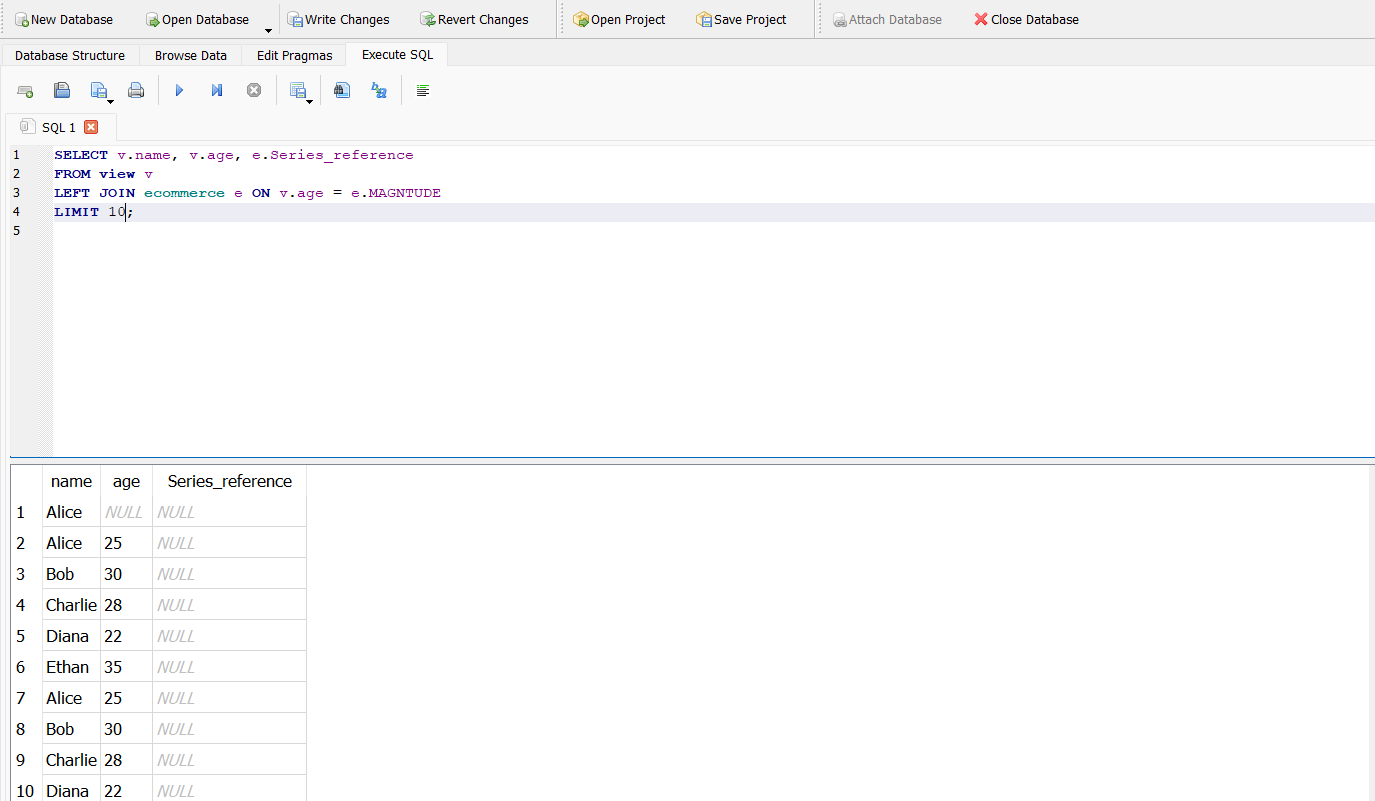 New Database Open Database Write Changes Revert Changes Open Project Save Project Attach Database Close Database
Database Structure Browse Data Edit Pragmas Execute SQL
SQL 1
1 SELECT v.name, v.age, e.Series_reference
2 FROM view v
3 LEFT JOIN ecommerce e ON v.age = e.MAGNTUDE
4 LIMIT 10;
5
name age Series_reference
1 Alice NULL NULL
2 Alice 25 NULL
3 Bob 30 NULL
4 Charlie 28 NULL
5 Diana 22 NULL
6 Ethan 35 NULL
7 Alice 25 NULL
8 Bob 30 NULL
9 Charlie 28 NULL
10 Diana 22 NULL